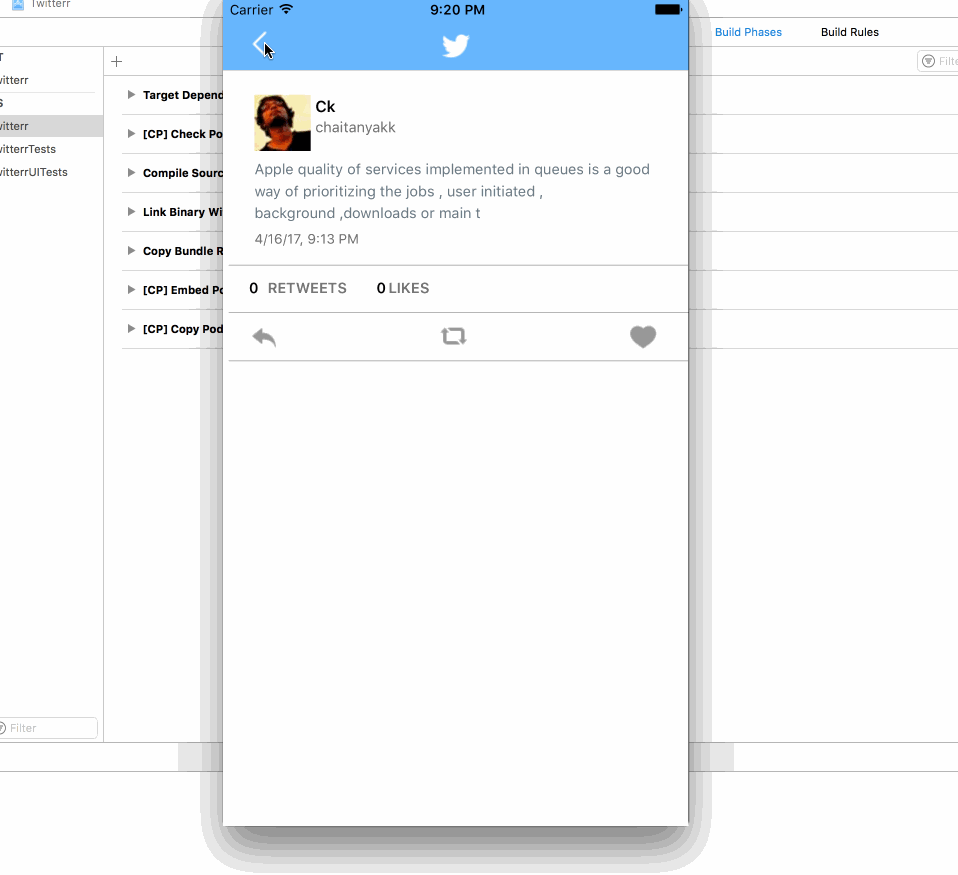 Twitterr
Carrier 9:20 PM
Build Phases Build Rules
T
witterr
S
witterr
witterrTests
witterrUITests
Filte
Target Depend
[CP] Check Po
Compile Sourc
Link Binary Wi
Copy Bundle R
[CP] Embed Po
[CP] Copy Pod
Ck
chaitanyakk
Apple quality of services implemented in queues is a good
way of prioritizing the jobs , user initiated ,
background ,downloads or main t
4/16/17, 9:13 PM
0 RETWEETS 0 LIKES
Filter